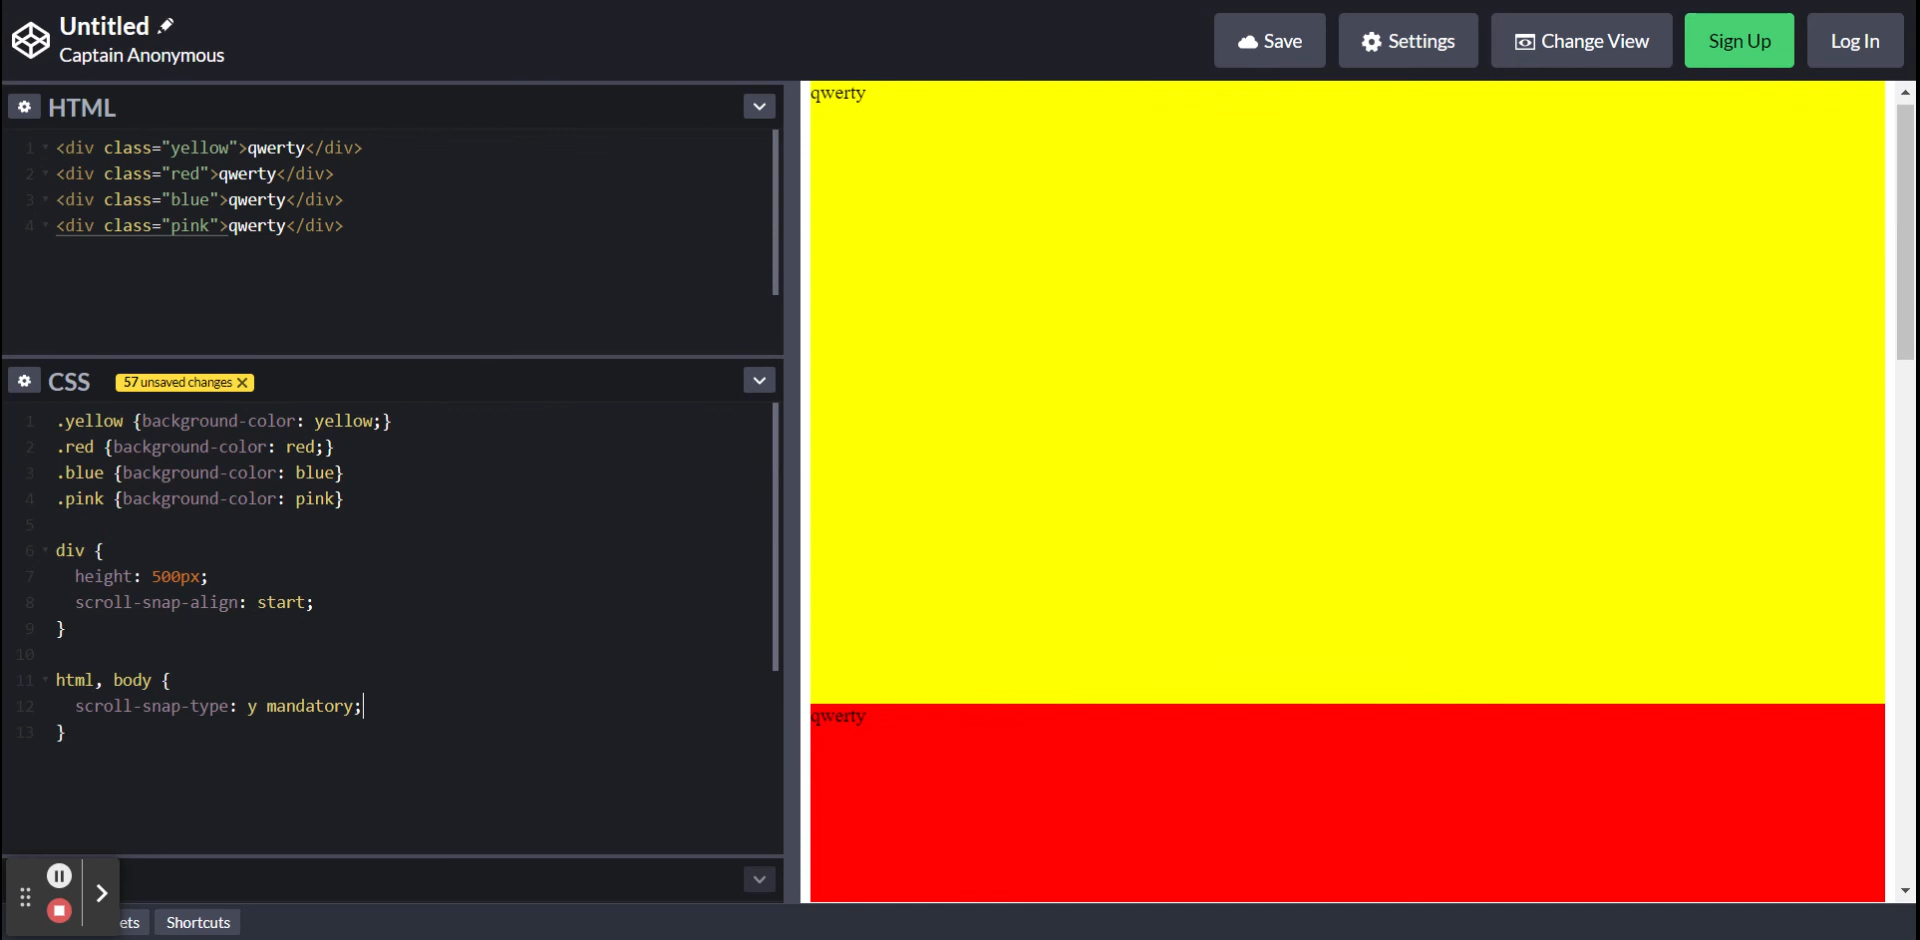 Untitled
Captain Anonymous
Save
Settings
Change View
Sign Up
Log In
HTML
1 <div class="yellow">qwerty</div>
2 <div class="red">qwerty</div>
3 <div class="blue">qwerty</div>
4 <div class="pink">qwerty</div>
CSS
57 unsaved changes
1 .yellow {background-color: yellow;}
2 .red {background-color: red;}
3 .blue {background-color: blue}
4 .pink {background-color: pink}
5
6 div {
7 height: 500px;
8 scroll-snap-align: start;
9 }
10
11 html, body {
12 scroll-snap-type: y mandatory;
13 }
ets
Shortcuts
qwerty
qwerty